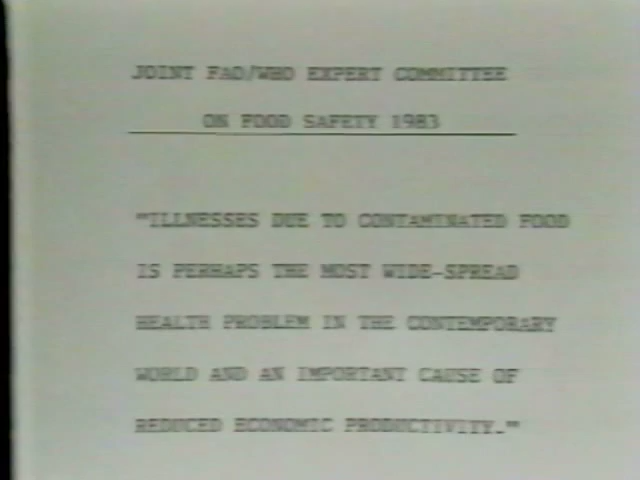 JOINT FAO/WHO EXPERT COMMITTEE
ON FOOD SAFETY 1983
"ILLNESSES DUE TO CONTAMINATED FOOD
IS PERHAPS THE MOST WIDE-SPREAD
HEALTH PROBLEM IN THE CONTEMPORARY
WORLD AND AN IMPORTANT CAUSE OF
REDUCED ECONOMIC PRODUCTIVITY."